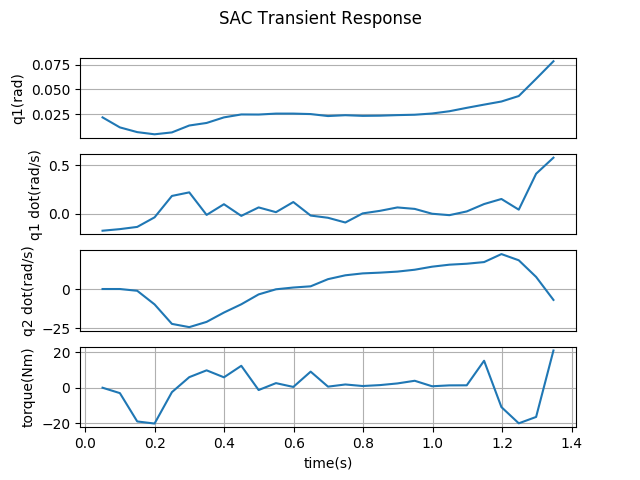 SAC Transient Response
0.075
0.050
0.025
q1(rad)
0.5
0.0
q1 dot(rad/s)
0
−25
q2 dot(rad/s)
20
0
−20
torque(Nm)
0.0 0.2 0.4 0.6 0.8 1.0 1.2 1.4
time(s)